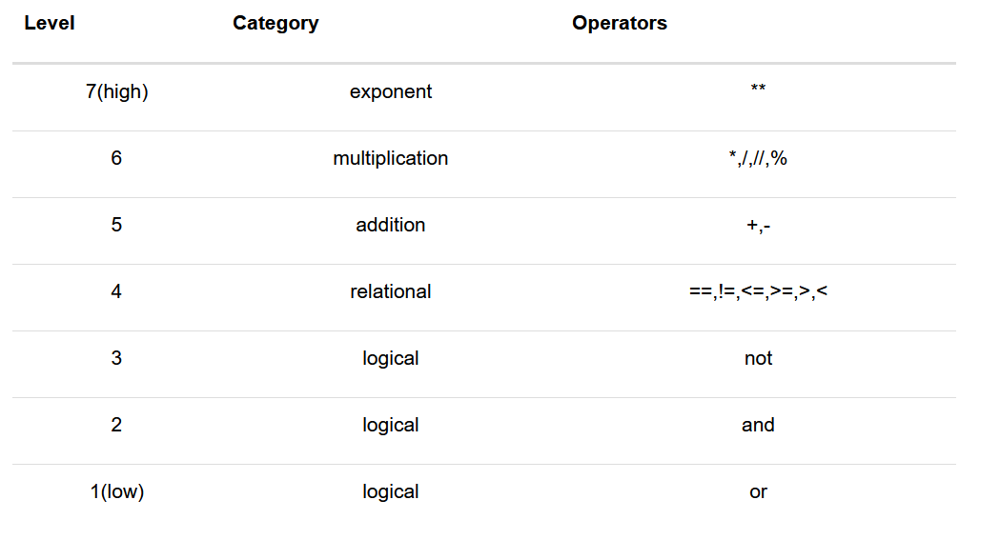 Level Category Operators
7(high) exponent **
6 multiplication *,/,//,%
5 addition +,-
4 relational ==,!=,<=,>=,>,<
3 logical not
2 logical and
1(low) logical or